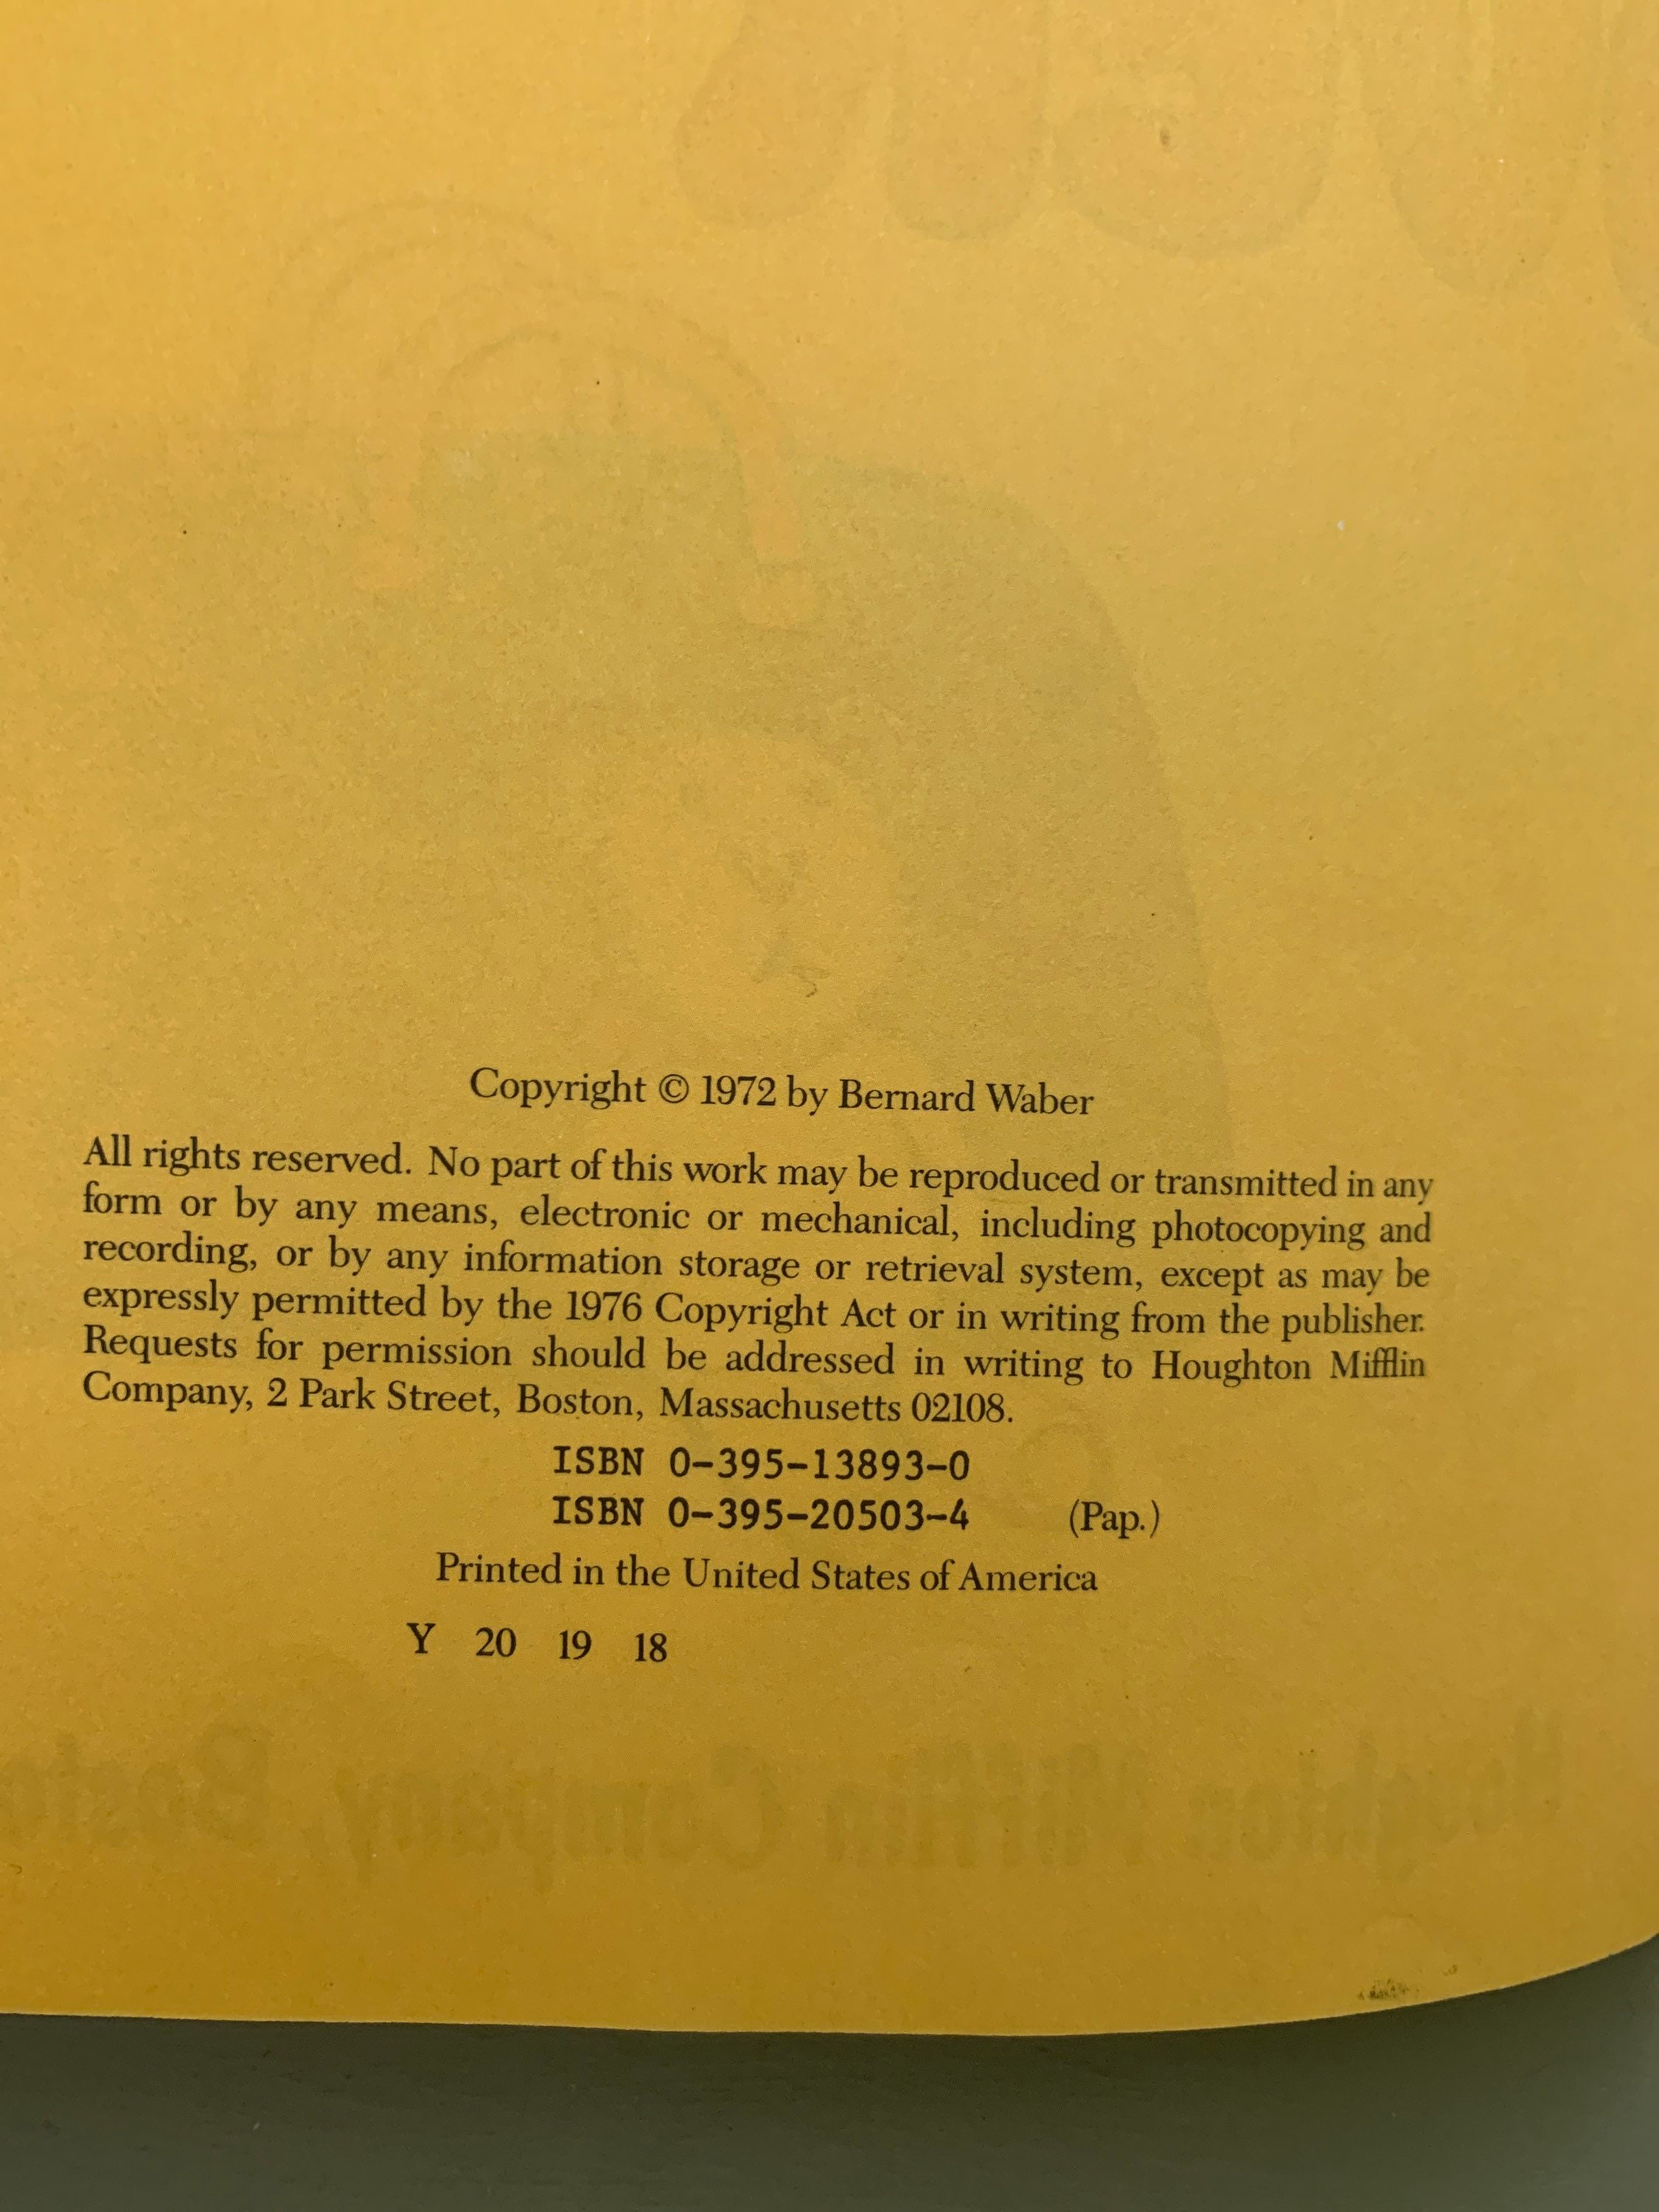 Copyright © 1972 by Bernard Waber
All rights reserved. No part of this work may be reproduced or transmitted in any
form or by any means, electronic or mechanical, including photocopying and
recording, or by any information storage or retrieval system, except as may be
expressly permitted by the 1976 Copyright Act or in writing from the publisher.
Requests for permission should be addressed in writing to Houghton Mifflin
Company, 2 Park Street, Boston, Massachusetts 02108.
ISBN 0-395-13893-0
ISBN 0-395-20503-4 (Pap.)
Printed in the United States of America
Y 20 19 18